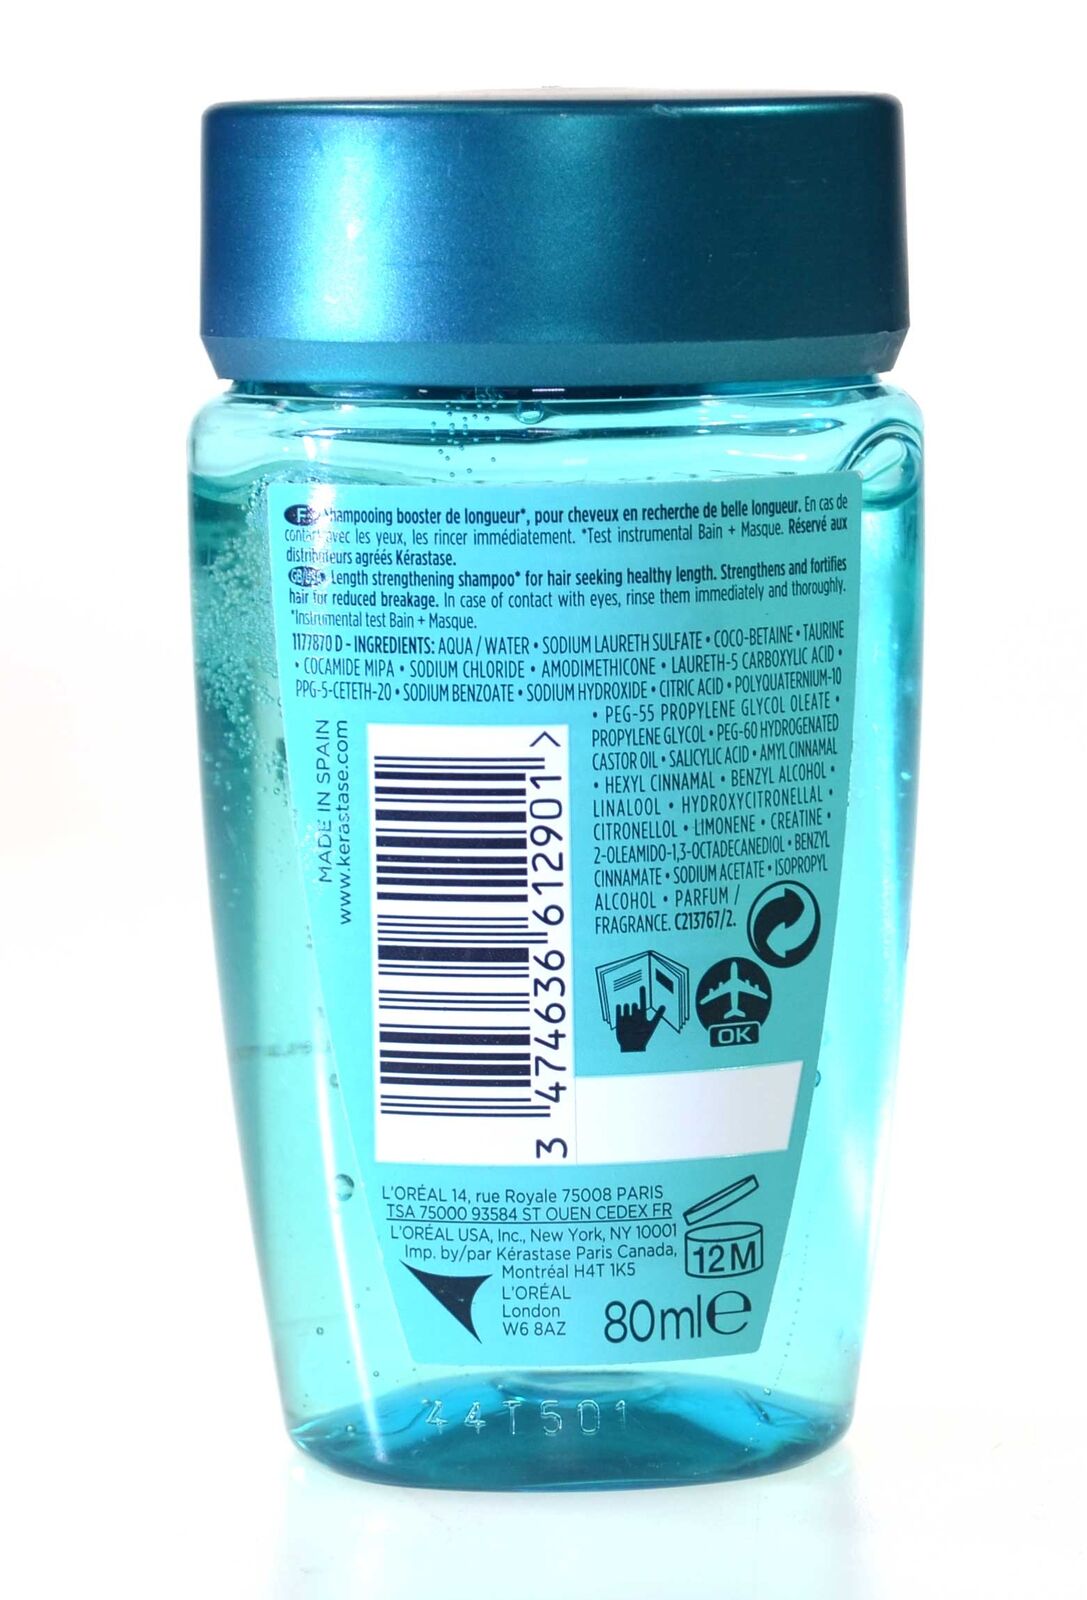 F Shampooing booster de longueur*, pour cheveux en recherche de belle longueur. En cas de
contact avec les yeux, les rincer immédiatement. *Test instrumental Bain + Masque. Réservé aux
distributeurs agréés Kérastase.
GB/USA Length strengthening shampoo* for hair seeking healthy length. Strengthens and fortifies
hair for reduced breakage. In case of contact with eyes, rinse them immediately and thoroughly.
*Instrumental test Bain + Masque.
1177870 D - INGREDIENTS: AQUA / WATER • SODIUM LAURETH SULFATE • COCO-BETAINE • TAURINE
• COCAMIDE MIPA • SODIUM CHLORIDE • AMODIMETHICONE • LAURETH-5 CARBOXYLIC ACID •
PPG-5-CETETH-20 • SODIUM BENZOATE • SODIUM HYDROXIDE • CITRIC ACID • POLYQUATERNIUM-10
• PEG-55 PROPYLENE GLYCOL OLEATE •
PROPYLENE GLYCOL • PEG-60 HYDROGENATED
CASTOR OIL • SALICYLIC ACID • AMYL CINNAMAL
• HEXYL CINNAMAL • BENZYL ALCOHOL •
LINALOOL • HYDROXYCITRONELLAL •
CITRONELLOL • LIMONENE • CREATINE •
2-OLEAMIDO-1,3-OCTADECANEDIOL • BENZYL
CINNAMATE • SODIUM ACETATE • ISOPROPYL
ALCOHOL • PARFUM /
FRAGRANCE. C213767/2.
MADE IN SPAIN
www.kerastase.com
3 474636 612901 >
OK
L'ORÉAL 14, rue Royale 75008 PARIS
TSA 75000 93584 ST OUEN CEDEX FR
L'ORÉAL USA, Inc., New York, NY 10001
Imp. by/par Kérastase Paris Canada,
Montréal H4T 1K5
L'ORÉAL
London
W6 8AZ
12M
80ml e
44T501